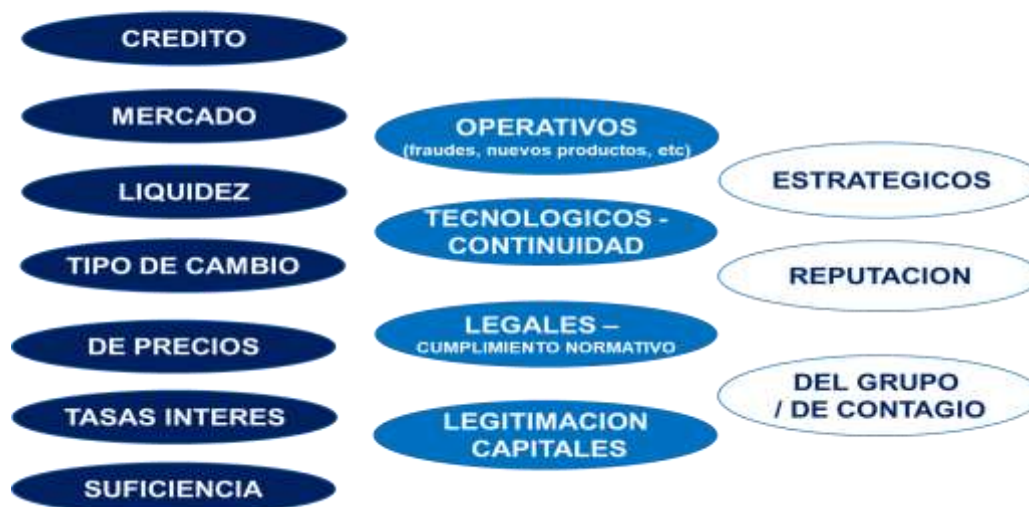 CREDITO
MERCADO
LIQUIDEZ
TIPO DE CAMBIO
DE PRECIOS
TASAS INTERES
SUFICIENCIA
OPERATIVOS
(fraudes, nuevos productos, etc)
TECNOLOGICOS -
CONTINUIDAD
LEGALES –
CUMPLIMIENTO NORMATIVO
LEGITIMACION
CAPITALES
ESTRATEGICOS
REPUTACION
DEL GRUPO
/ DE CONTAGIO